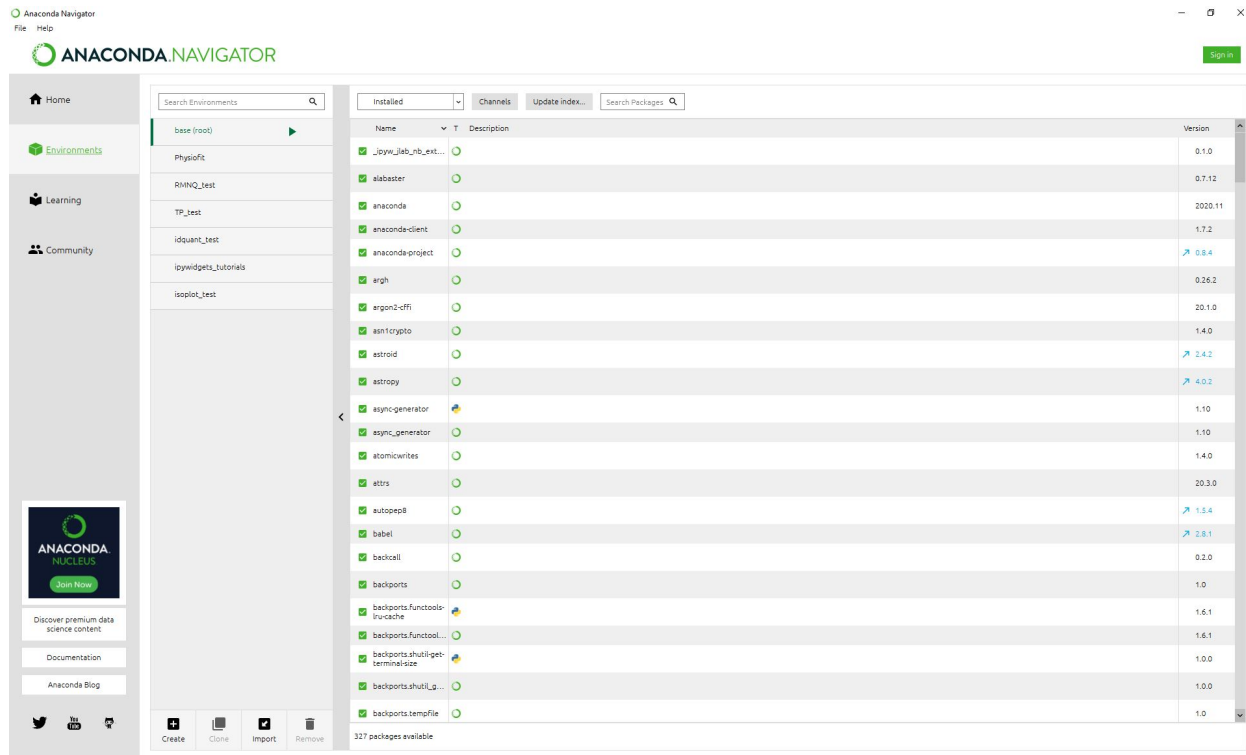 Anaconda Navigator
File Help
ANACONDA.NAVIGATOR
Sign in
Home
Environments
Learning
Community
ANACONDA.
NUCLEUS
Join Now
Discover premium data
science content
Documentation
Anaconda Blog
You
Tube
Search Environments
base (root)
Physiofit
RMNQ_test
TP_test
idquant_test
ipywidgets_tutorials
isoplot_test
Create Clone Import Remove
Installed Channels Update index... Search Packages
Name T Description Version
_ipyw_jlab_nb_ext... 0.1.0
alabaster 0.7.12
anaconda 2020.11
anaconda-client 1.7.2
anaconda-project 0.8.4
argh 0.26.2
argon2-cffi 20.1.0
asn1crypto 1.4.0
astroid 2.4.2
astropy 4.0.2
async-generator 1.10
async_generator 1.10
atomicwrites 1.4.0
attrs 20.3.0
autopep8 1.5.4
babel 2.8.1
backcall 0.2.0
backports 1.0
backports.functools-
lru-cache 1.6.1
backports.functool... 1.6.1
backports.shutil-get-
terminal-size 1.0.0
backports.shutil_g... 1.0.0
backports.tempfile 1.0
327 packages available